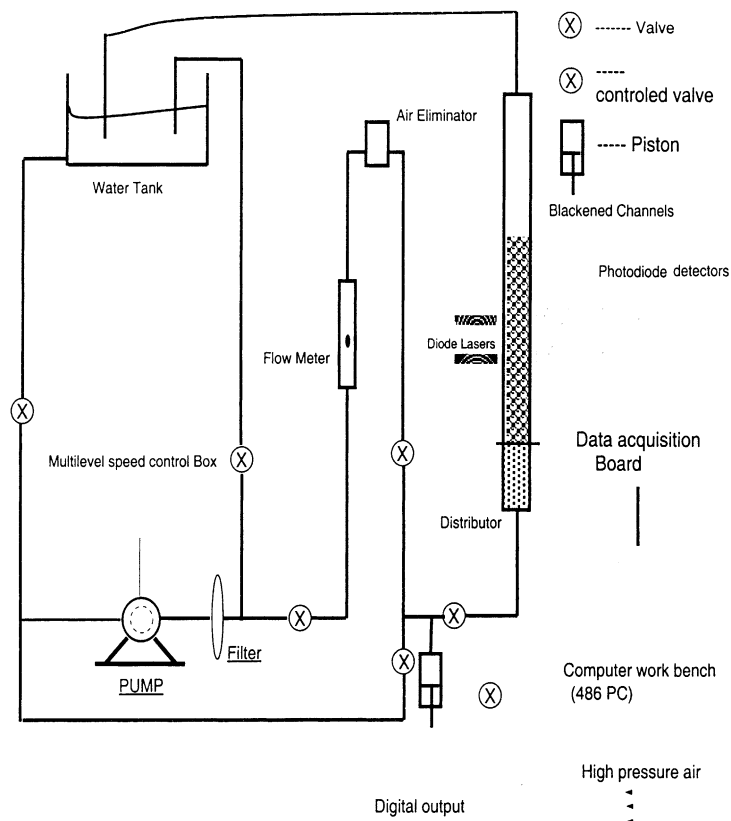 ------- Valve
-----
controled valve
Air Eliminator
----- Piston
Water Tank
Blackened Channels
Photodiode detectors
Diode Lasers
Flow Meter
Data acquisition
Board
Multilevel speed control Box
Distributor
Filter
PUMP
Computer work bench
(486 PC)
High pressure air
Digital output